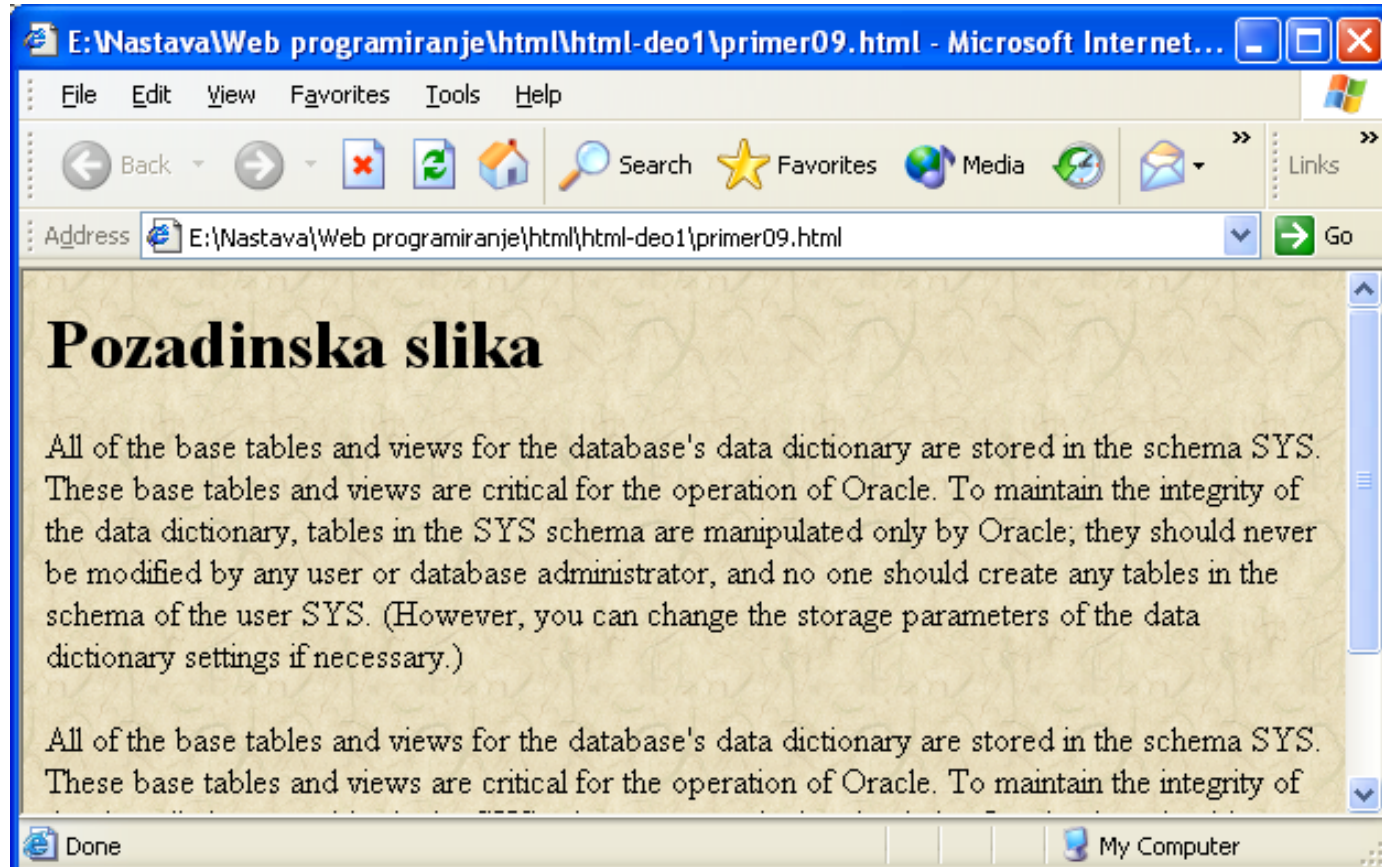 E:\Nastava\Web programiranje\html\html-deo1\primer09.html - Microsoft Internet...
File Edit View Favorites Tools Help
Back Search Favorites Media » Links »
Address E:\Nastava\Web programiranje\html\html-deo1\primer09.html Go
Pozadinska slika
All of the base tables and views for the database's data dictionary are stored in the schema SYS.
These base tables and views are critical for the operation of Oracle. To maintain the integrity of
the data dictionary, tables in the SYS schema are manipulated only by Oracle; they should never
be modified by any user or database administrator, and no one should create any tables in the
schema of the user SYS. (However, you can change the storage parameters of the data
dictionary settings if necessary.)
All of the base tables and views for the database's data dictionary are stored in the schema SYS.
These base tables and views are critical for the operation of Oracle. To maintain the integrity of
Done My Computer